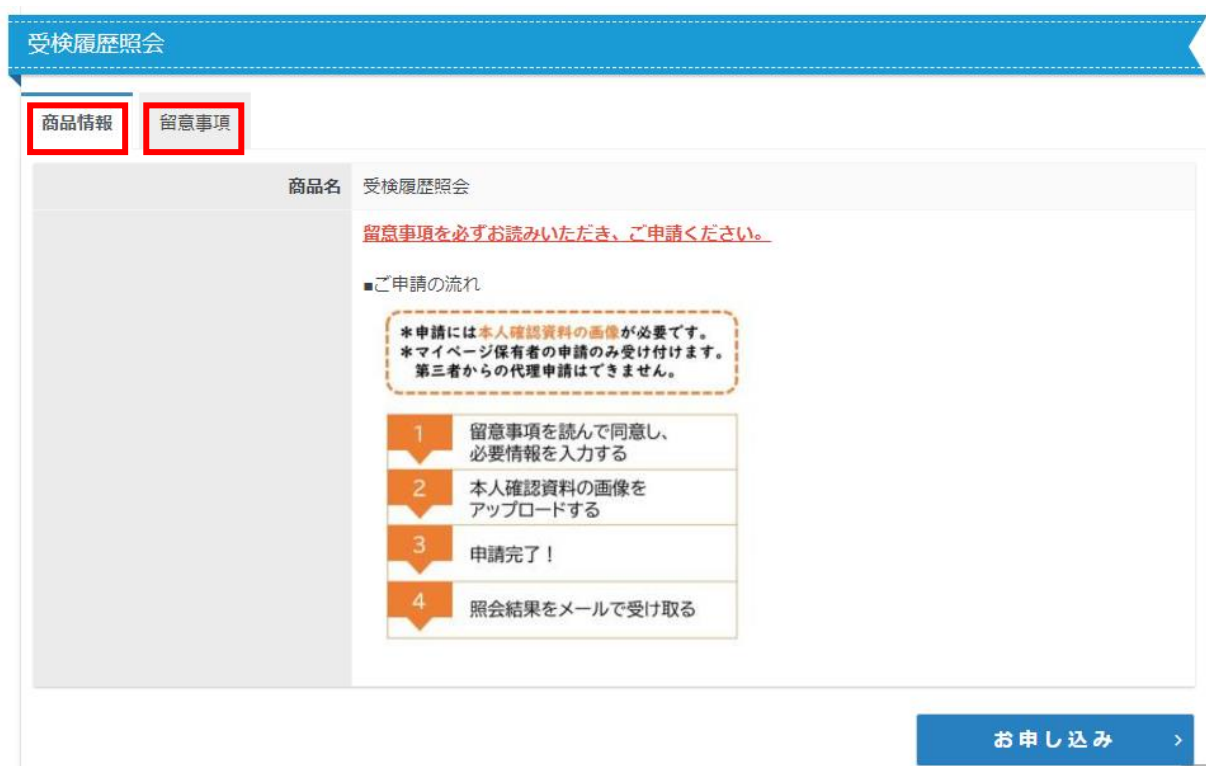 受検履歴照会
商品情報
留意事項
商品名
受検履歴照会
留意事項を必ずお読みいただき、ご申請ください。
■ご申請の流れ
*申請には本人確認資料の画像が必要です。
*マイページ保有者の申請のみ受け付けます。
第三者からの代理申請はできません。
1
留意事項を読んで同意し、
必要情報を入力する
2
本人確認資料の画像を
アップロードする
3
申請完了！
4
照会結果をメールで受け取る
お申し込み